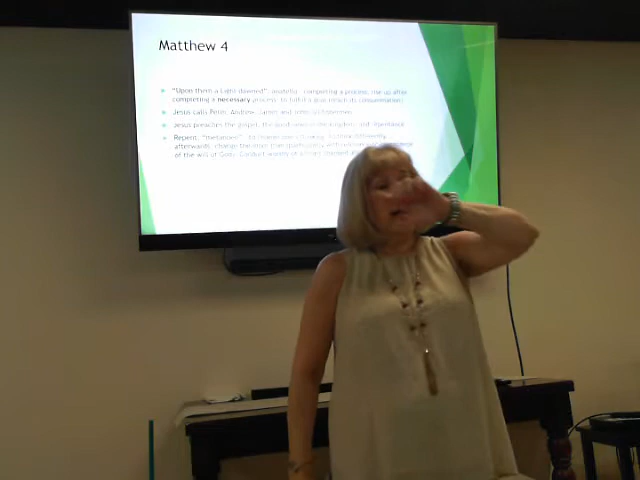 Matthew 4
"Upon them a Light dawned" completing a process, rise up after
completing a necessary process, to fulfill a goal (reach its consummation)
Jesus calls Peter, Andrew, James and John
Jesus preaches the gospel, the good news of the kingdom, and repentance
Repent, "metanoeo", to change one's thinking, to think differently
afterwards, change the inner man (particularly with
of the will of God).